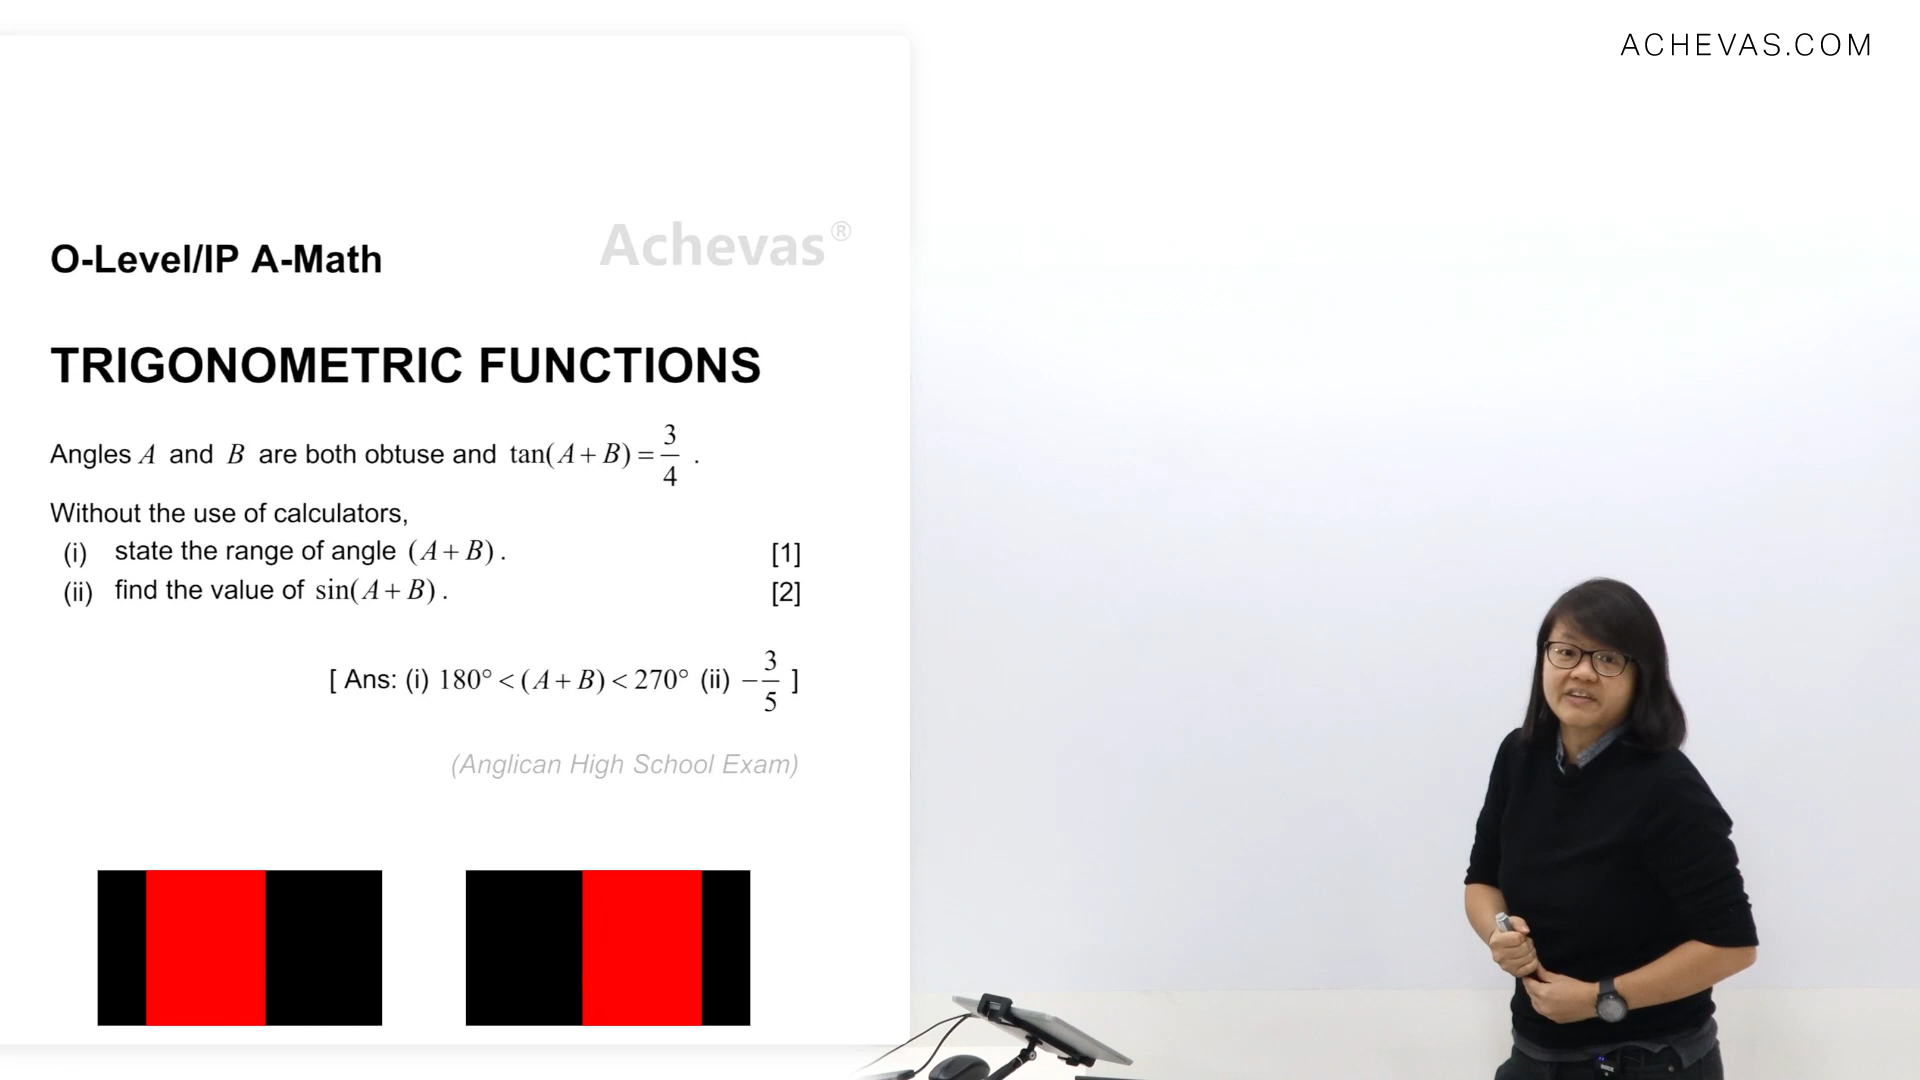 ACHEVAS.COM
Achevas®
O-Level/IP A-Math
TRIGONOMETRIC FUNCTIONS
Angles A and B are both obtuse and tan(A+B) = 3/4 .
Without the use of calculators,
(i) state the range of angle (A+B). [1]
(ii) find the value of sin(A+B). [2]
[ Ans: (i) 180° < (A+B) < 270° (ii) −3/5 ]
(Anglican High School Exam)